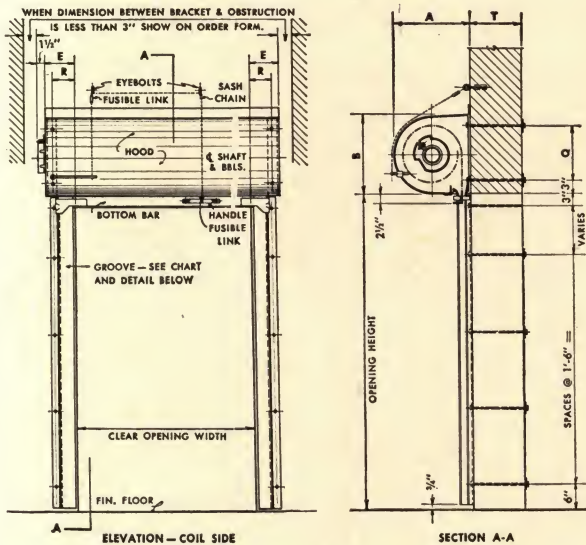 WHEN DIMENSION BETWEEN BRACKET & OBSTRUCTION
IS LESS THAN 3" SHOW ON ORDER FORM.
1½"
E
A
E
R
R
EYEBOLTS
FUSIBLE LINK
SASH
CHAIN
HOOD
℄ SHAFT
& BBLS.
BOTTOM BAR
HANDLE
FUSIBLE
LINK
GROOVE — SEE CHART
AND DETAIL BELOW
CLEAR OPENING WIDTH
FIN. FLOOR
A
ELEVATION — COIL SIDE
A
T
B
Q
3"
3"
2½"
VARIES
OPENING HEIGHT
SPACES @ 1'-6" =
¾"
6"
SECTION A-A